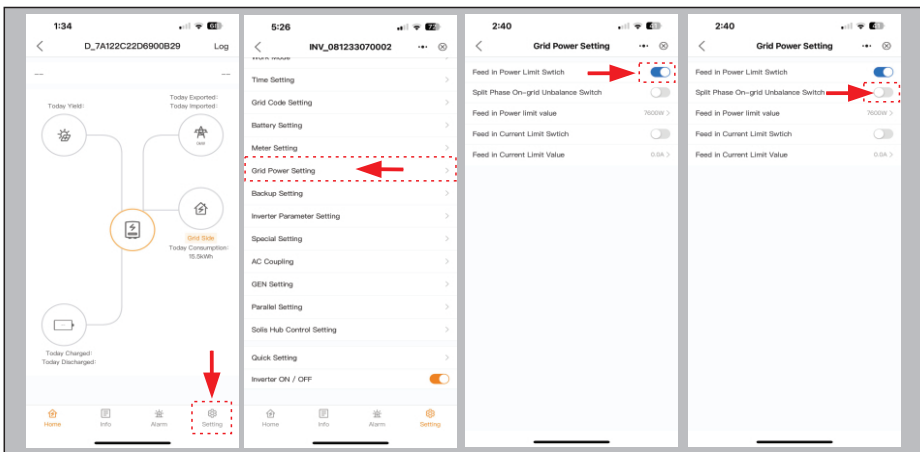 1:34
D_7A122C22D6900B29 Log
-- --
Today Yield:
Today Exported:
Today Imported:
Grid Side
Today Consumption:
15.5kWh
Today Charged:
Today Discharged:
Home Info Alarm Setting
5:26
INV_081233070002
Work Mode
Time Setting
Grid Code Setting
Battery Setting
Meter Setting
Grid Power Setting
Backup Setting
Inverter Parameter Setting
Special Setting
AC Coupling
GEN Setting
Parallel Setting
Solis Hub Control Setting
Quick Setting
Inverter ON / OFF
Home Info Alarm Setting
2:40
Grid Power Setting
Feed in Power Limit Swtich
Split Phase On-grid Unbalance Switch
Feed in Power limit value 7600W
Feed in Current Limit Swtich
Feed in Current Limit Value 0.0A
2:40
Grid Power Setting
Feed in Power Limit Swtich
Split Phase On-grid Unbalance Switch
Feed in Power limit value 7600W
Feed in Current Limit Swtich
Feed in Current Limit Value 0.0A